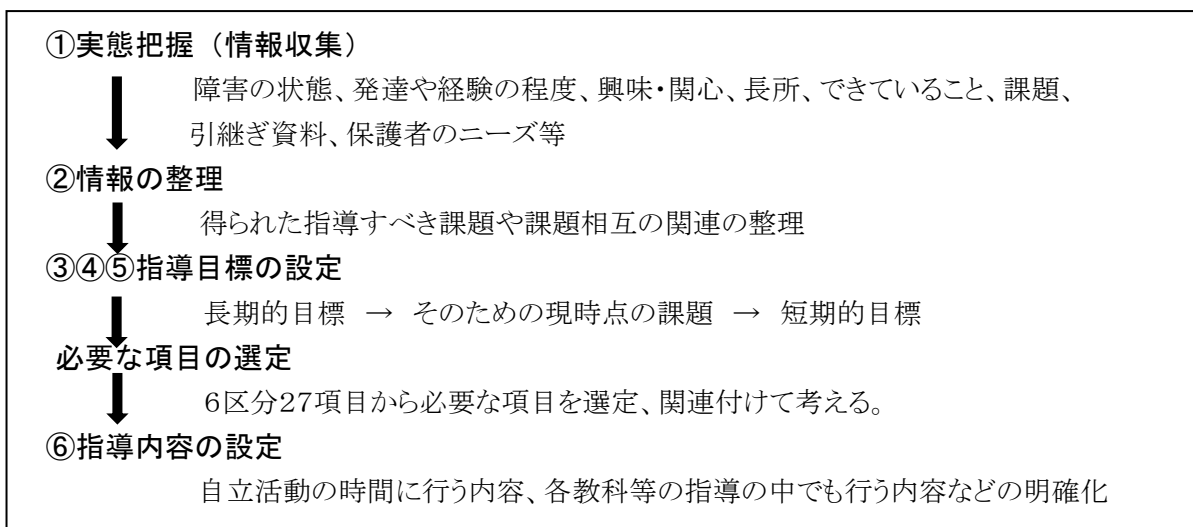 ①実態把握（情報収集）
障害の状態、発達や経験の程度、興味・関心、長所、できていること、課題、
引継ぎ資料、保護者のニーズ等
②情報の整理
得られた指導すべき課題や課題相互の関連の整理
③④⑤指導目標の設定
長期的目標 → そのための現時点の課題 → 短期的目標
必要な項目の選定
６区分２７項目から必要な項目を選定、関連付けて考える。
⑥指導内容の設定
自立活動の時間に行う内容、各教科等の指導の中でも行う内容などの明確化